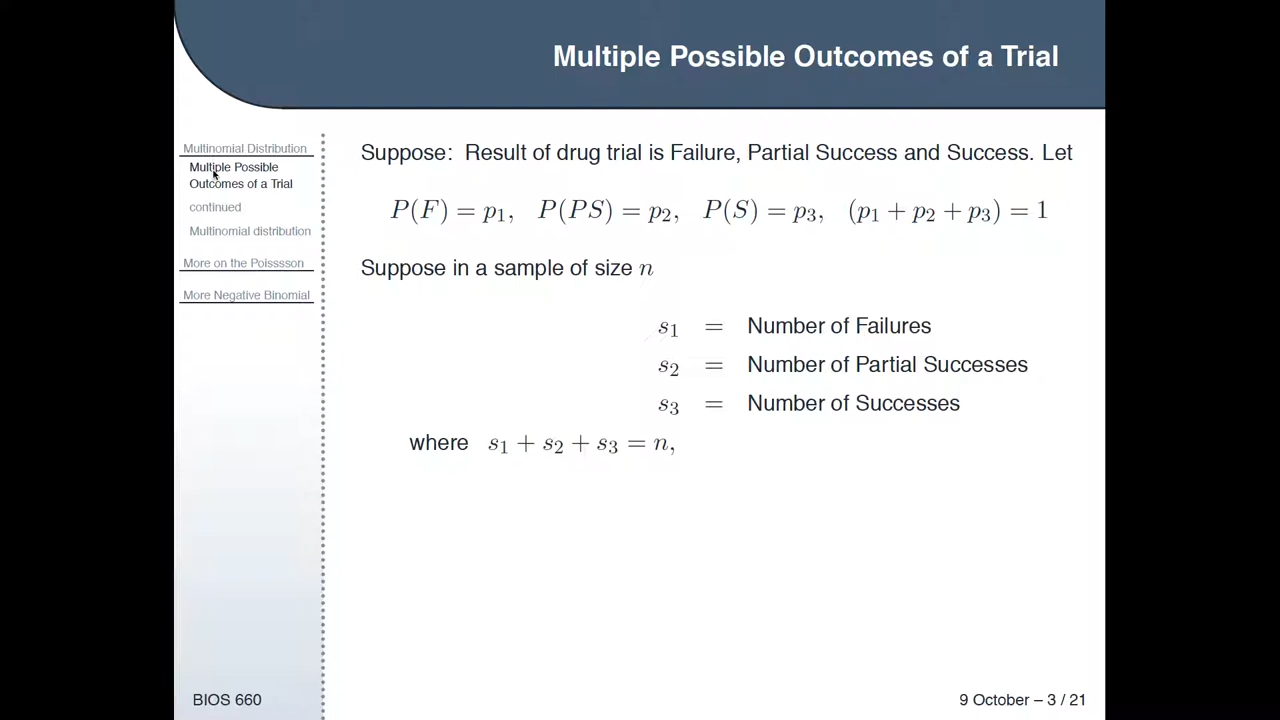 Multiple Possible Outcomes of a Trial
Multinomial Distribution
Multiple Possible
Outcomes of a Trial
continued
Multinomial distribution
More on the Poisssson
More Negative Binomial
Suppose: Result of drug trial is Failure, Partial Success and Success. Let
P(F) = p₁, P(PS) = p₂, P(S) = p₃, (p₁ + p₂ + p₃) = 1
Suppose in a sample of size n
s₁ = Number of Failures
s₂ = Number of Partial Successes
s₃ = Number of Successes
where s₁ + s₂ + s₃ = n,
BIOS 660
9 October – 3 / 21